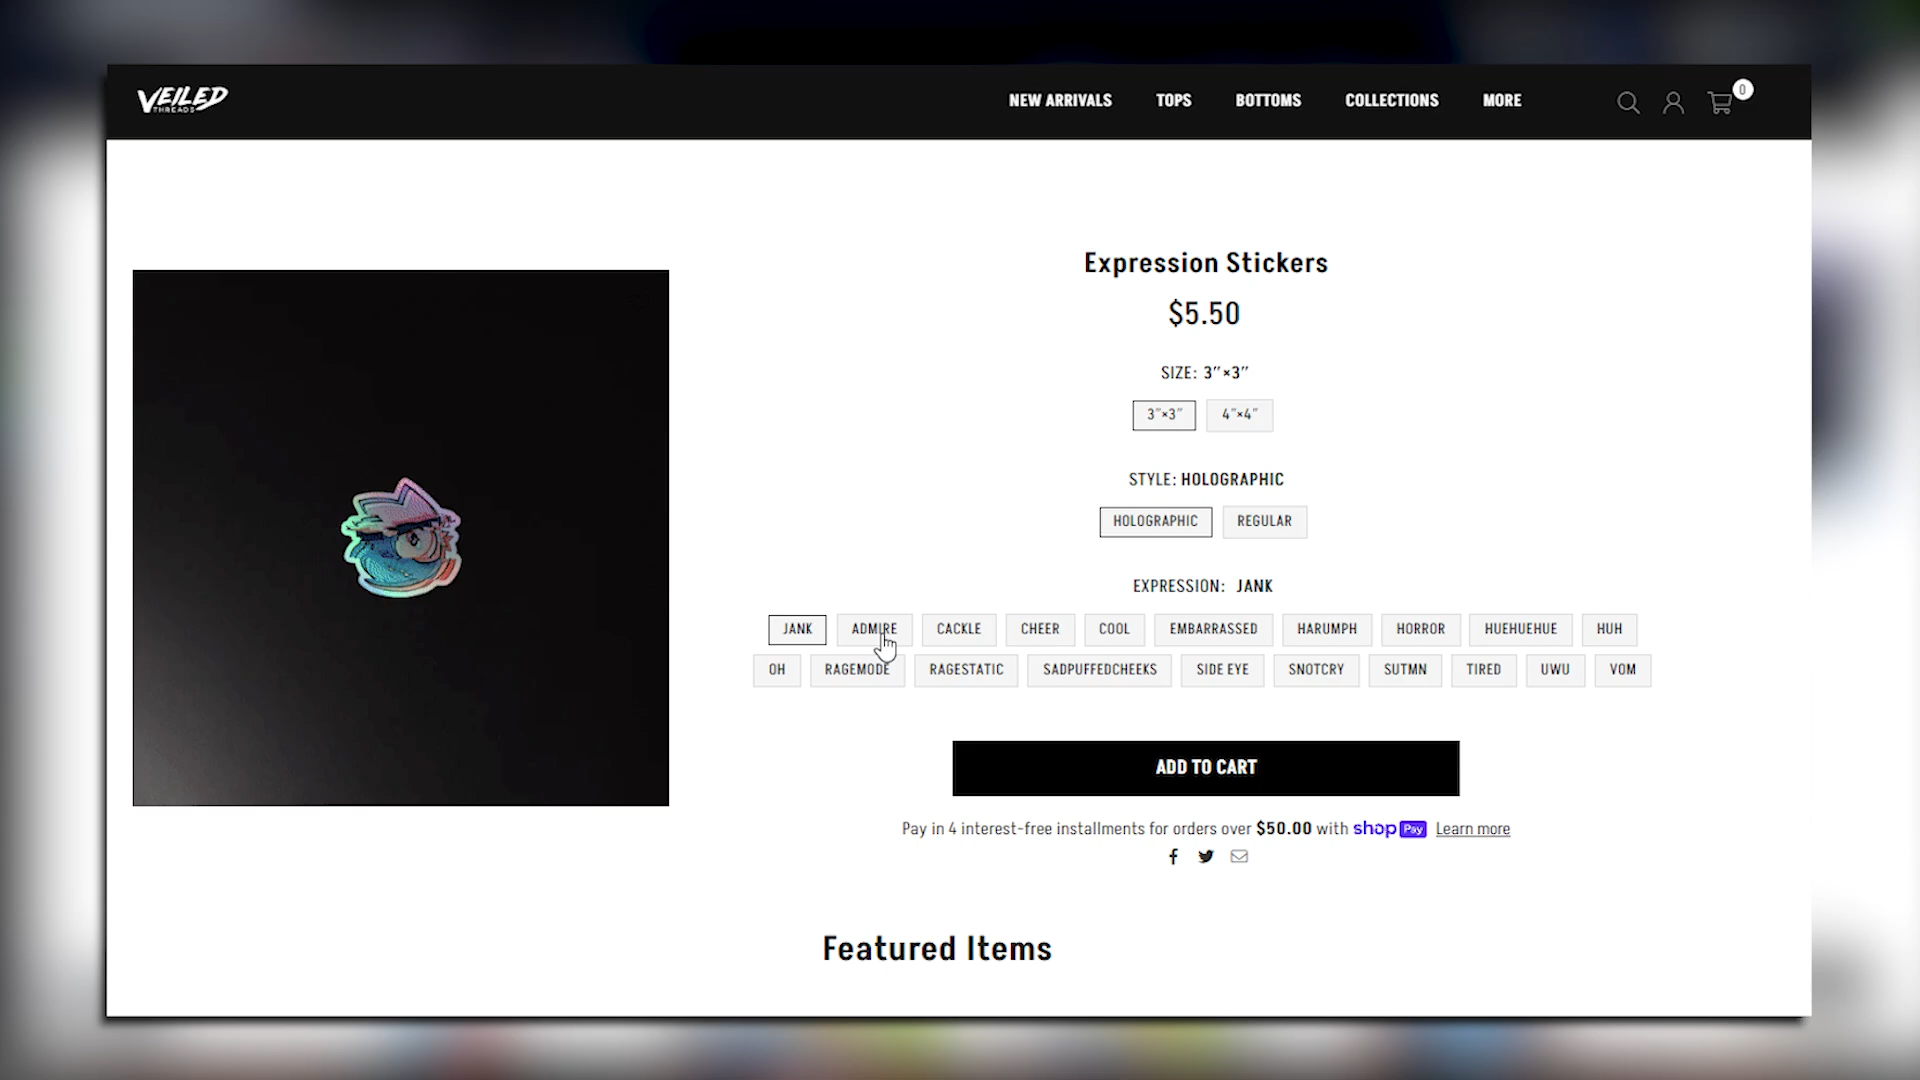 VEILED
THREADS
NEW ARRIVALS TOPS BOTTOMS COLLECTIONS MORE
0
Expression Stickers
$5.50
SIZE: 3″×3″
3″×3″ 4″×4″
STYLE: HOLOGRAPHIC
HOLOGRAPHIC REGULAR
EXPRESSION: JANK
JANK ADMIRE CACKLE CHEER COOL EMBARRASSED HARUMPH HORROR HUEHUEHUE HUH
OH RAGEMODE RAGESTATIC SADPUFFEDCHEEKS SIDE EYE SNOTCRY SUTMN TIRED UWU VOM
ADD TO CART
Pay in 4 interest-free installments for orders over $50.00 with shop Pay Learn more
Featured Items